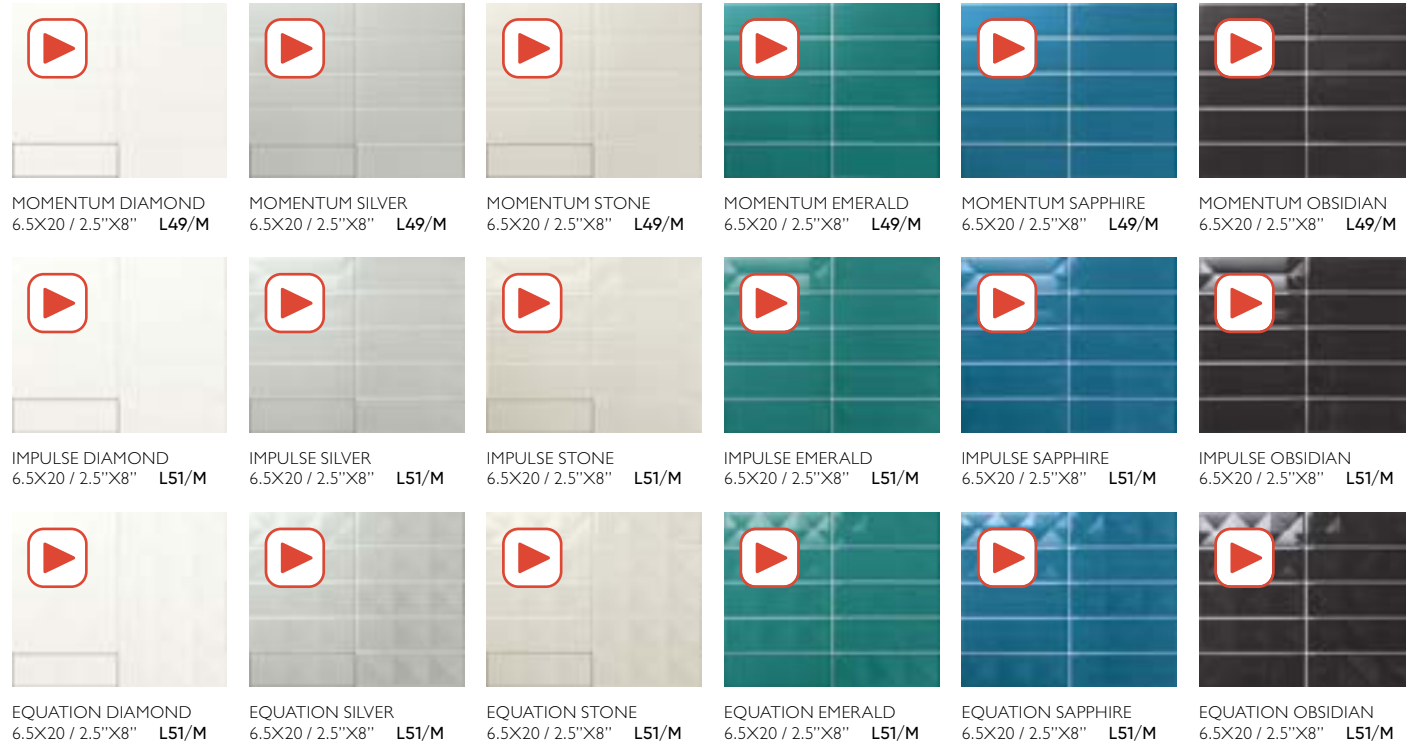 MOMENTUM DIAMOND
6.5X20 / 2.5”X8” L49/M
MOMENTUM SILVER
6.5X20 / 2.5”X8” L49/M
MOMENTUM STONE
6.5X20 / 2.5”X8” L49/M
MOMENTUM EMERALD
6.5X20 / 2.5”X8” L49/M
MOMENTUM SAPPHIRE
6.5X20 / 2.5”X8” L49/M
MOMENTUM OBSIDIAN
6.5X20 / 2.5”X8” L49/M
IMPULSE DIAMOND
6.5X20 / 2.5”X8” L51/M
IMPULSE SILVER
6.5X20 / 2.5”X8” L51/M
IMPULSE STONE
6.5X20 / 2.5”X8” L51/M
IMPULSE EMERALD
6.5X20 / 2.5”X8” L51/M
IMPULSE SAPPHIRE
6.5X20 / 2.5”X8” L51/M
IMPULSE OBSIDIAN
6.5X20 / 2.5”X8” L51/M
EQUATION DIAMOND
6.5X20 / 2.5”X8” L51/M
EQUATION SILVER
6.5X20 / 2.5”X8” L51/M
EQUATION STONE
6.5X20 / 2.5”X8” L51/M
EQUATION EMERALD
6.5X20 / 2.5”X8” L51/M
EQUATION SAPPHIRE
6.5X20 / 2.5”X8” L51/M
EQUATION OBSIDIAN
6.5X20 / 2.5”X8” L51/M